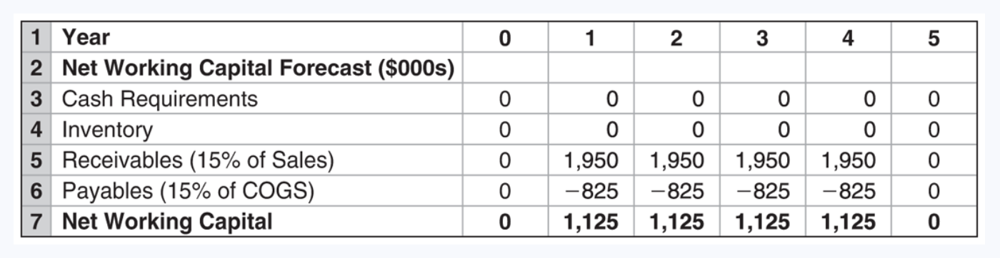 1 Year 0 1 2 3 4 5
2 Net Working Capital Forecast ($000s)
3 Cash Requirements 0 0 0 0 0 0
4 Inventory 0 0 0 0 0 0
5 Receivables (15% of Sales) 0 1,950 1,950 1,950 1,950 0
6 Payables (15% of COGS) 0 −825 −825 −825 −825 0
7 Net Working Capital 0 1,125 1,125 1,125 1,125 0